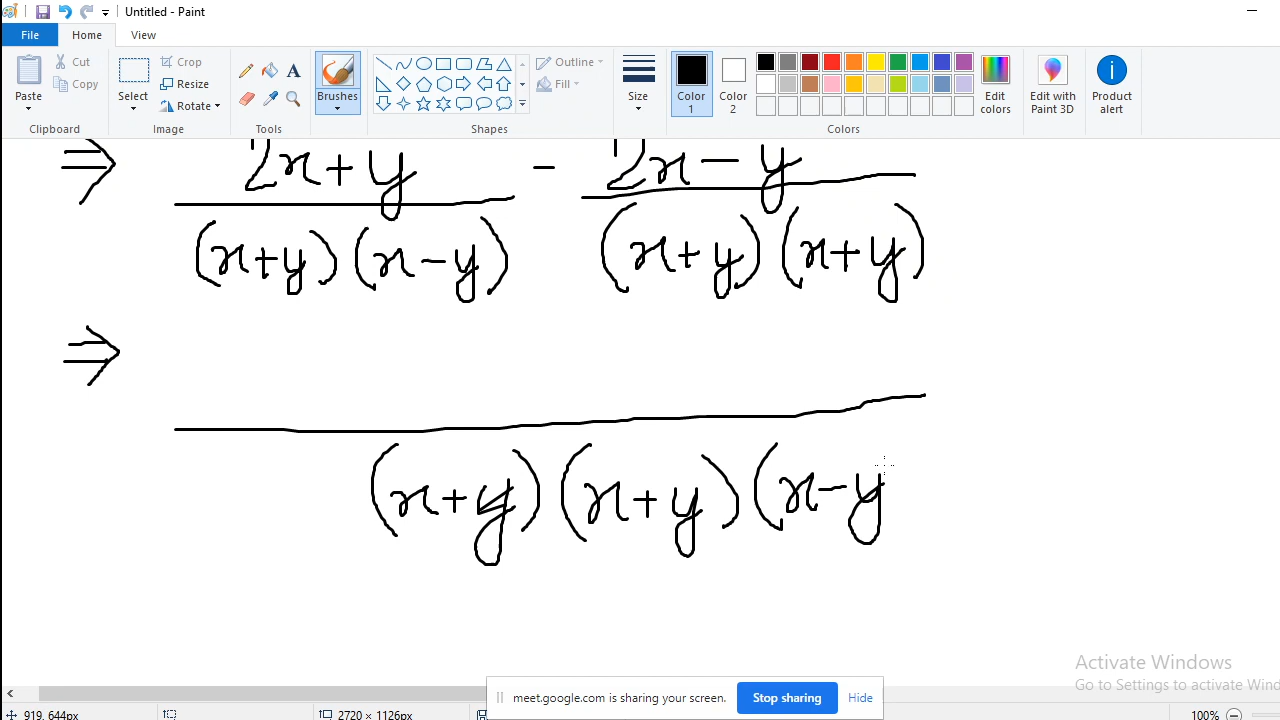 Untitled - Paint
File Home View
Paste Cut Copy Clipboard
Select Crop Resize Rotate Image
Tools
Brushes
Outline Fill Shapes
Size
Color 1 Color 2 Edit colors Colors
Edit with Paint 3D Product alert
⇒ 2x+y - 2x-y
(x+y)(x-y) (x+y)(x+y)
⇒
(x+y)(x+y)(x-y
Activate Windows
Go to Settings to activate Wind
meet.google.com is sharing your screen. Stop sharing Hide
919, 644px 2720 × 1126px 100%